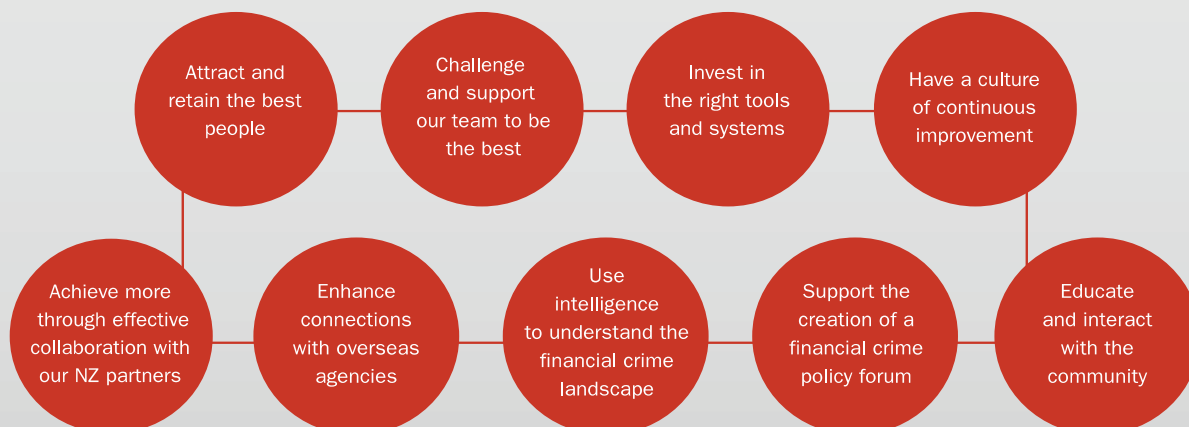 Attract and
retain the best
people
Challenge
and support
our team to be
the best
Invest in
the right tools
and systems
Have a culture
of continuous
improvement
Achieve more
through effective
collaboration with
our NZ partners
Enhance
connections
with overseas
agencies
Use
intelligence
to understand the
financial crime
landscape
Support the
creation of a
financial crime
policy forum
Educate
and interact
with the
community